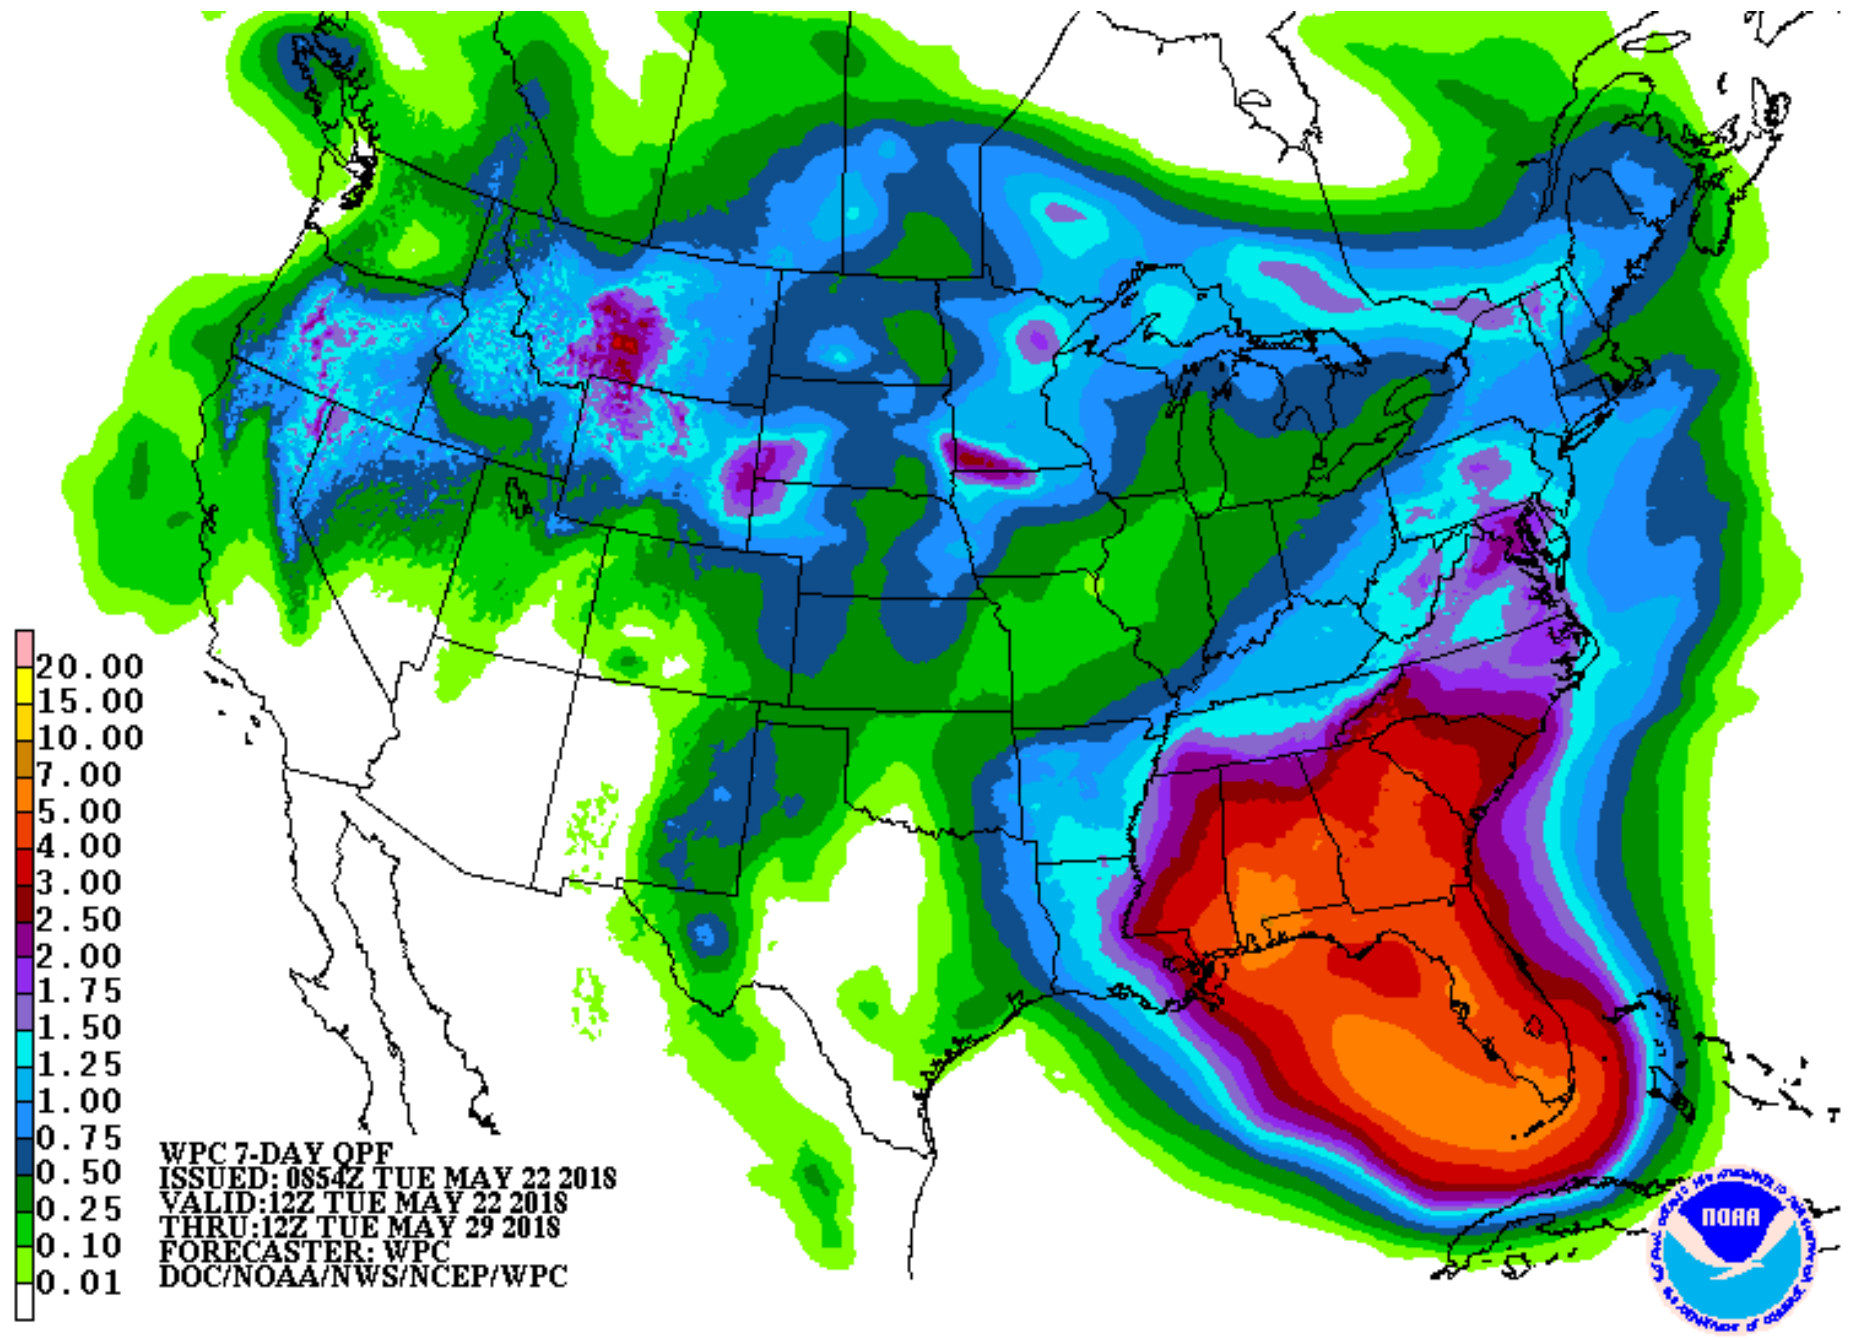 20.00
15.00
10.00
7.00
5.00
4.00
3.00
2.50
2.00
1.75
1.50
1.25
1.00
0.75
0.50
0.25
0.10
0.01
WPC 7-DAY QPF
ISSUED: 0854Z TUE MAY 22 2018
VALID:12Z TUE MAY 22 2018
THRU:12Z TUE MAY 29 2018
FORECASTER: WPC
DOC/NOAA/NWS/NCEP/WPC
NOAA